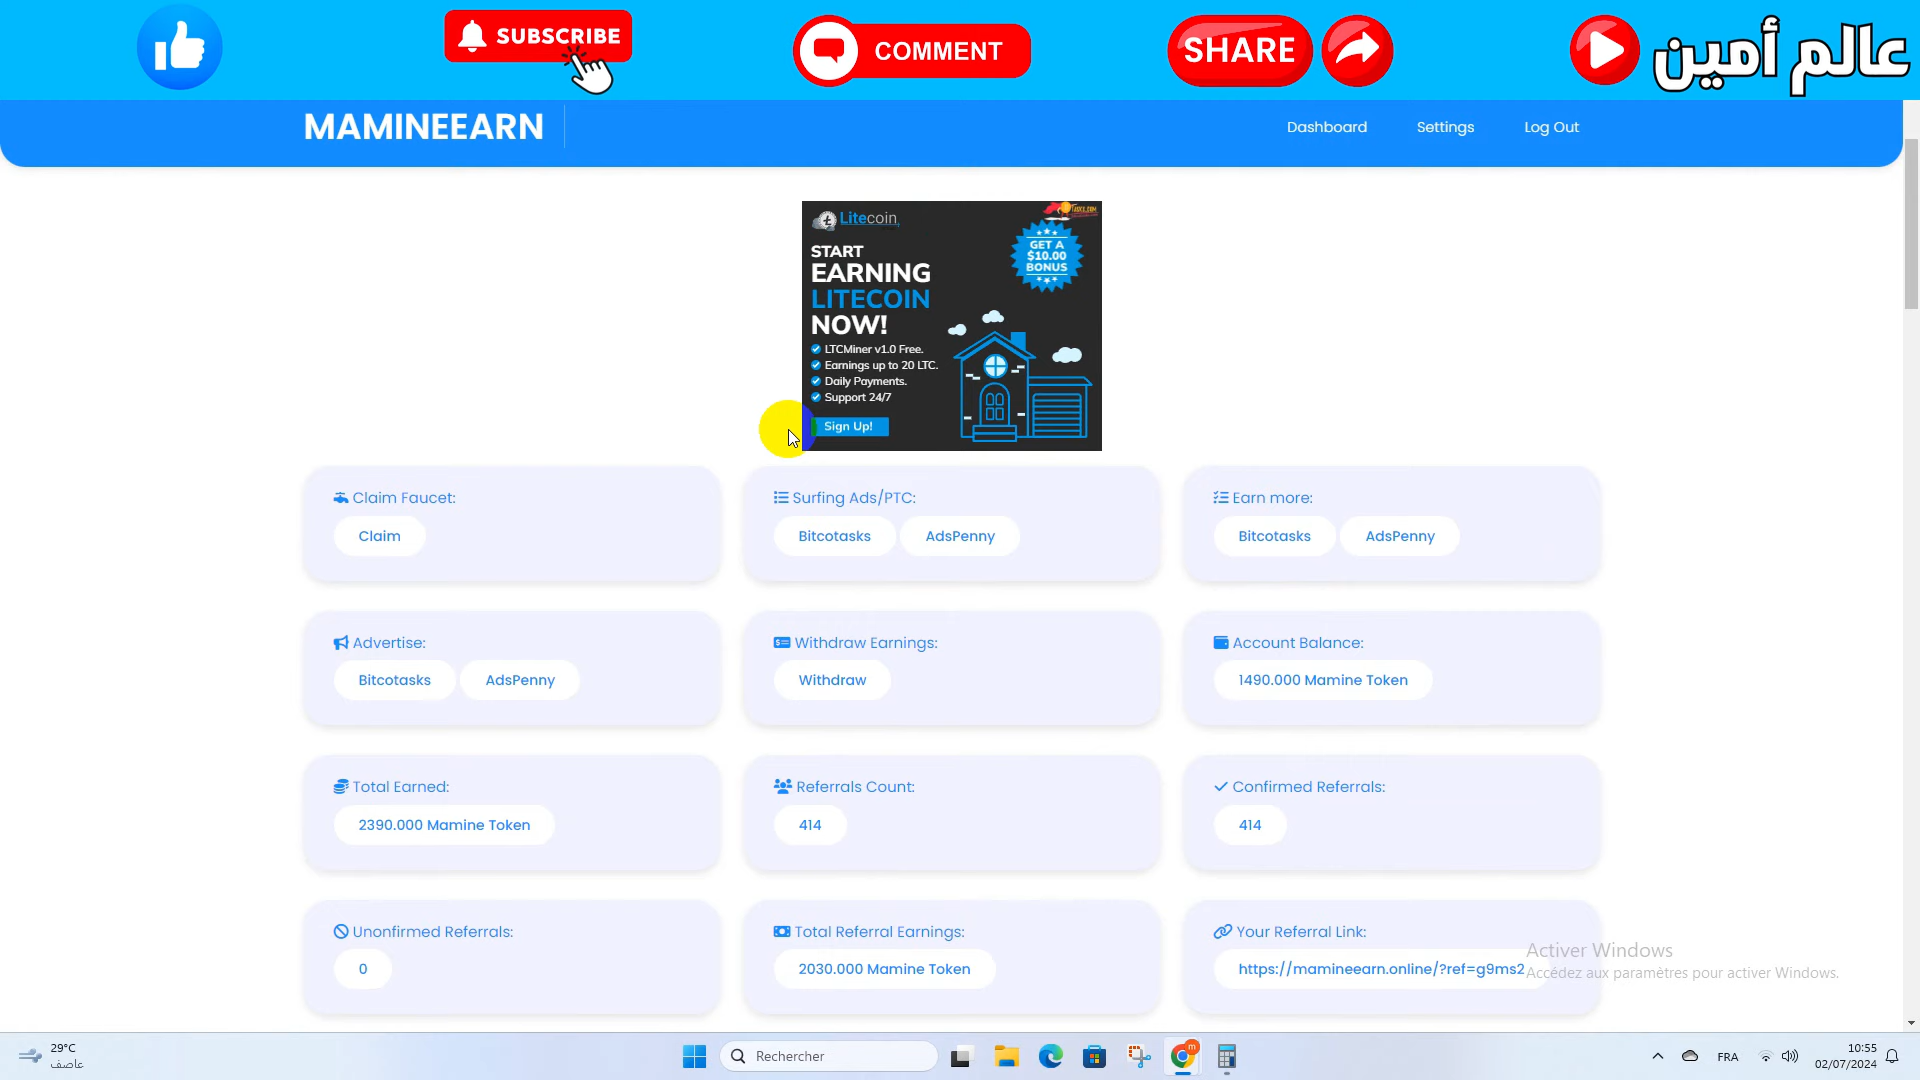 SUBSCRIBE
COMMENT
SHARE
عالم أمين
MAMINEEARN
Dashboard
Settings
Log Out
Litecoin
START
EARNING
LITECOIN
NOW!
GET A
$10.00
BONUS
LTCMiner v1.0 Free.
Earnings up to 20 LTC.
Daily Payments.
Support 24/7
Sign Up!
Claim Faucet:
Claim
Surfing Ads/PTC:
Bitcotasks AdsPenny
Earn more:
Bitcotasks AdsPenny
Advertise:
Bitcotasks AdsPenny
Withdraw Earnings:
Withdraw
Account Balance:
1490.000 Mamine Token
Total Earned:
2390.000 Mamine Token
Referrals Count:
414
Confirmed Referrals:
414
Unonfirmed Referrals:
0
Total Referral Earnings:
2030.000 Mamine Token
Your Referral Link:
https://mamineearn.online/?ref=g9ms2
Activer Windows
Accédez aux paramètres pour activer Windows.
29°C
عاصف
Rechercher
m
FRA
10:55
02/07/2024